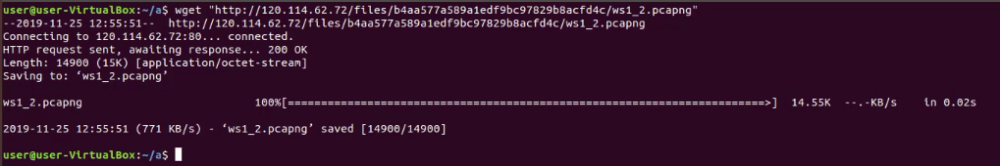 user@user-VirtualBox:~/a$ wget "http://120.114.62.72/files/b4aa577a589a1edf9bc97829b8acfd4c/ws1_2.pcapng"
--2019-11-25 12:55:51--  http://120.114.62.72/files/b4aa577a589a1edf9bc97829b8acfd4c/ws1_2.pcapng
Connecting to 120.114.62.72:80... connected.
HTTP request sent, awaiting response... 200 OK
Length: 14900 (15K) [application/octet-stream]
Saving to: ‘ws1_2.pcapng’
ws1_2.pcapng                  100%[===========================================================================>]  14.55K  --.-KB/s    in 0.02s
2019-11-25 12:55:51 (771 KB/s) - ‘ws1_2.pcapng’ saved [14900/14900]
user@user-VirtualBox:~/a$